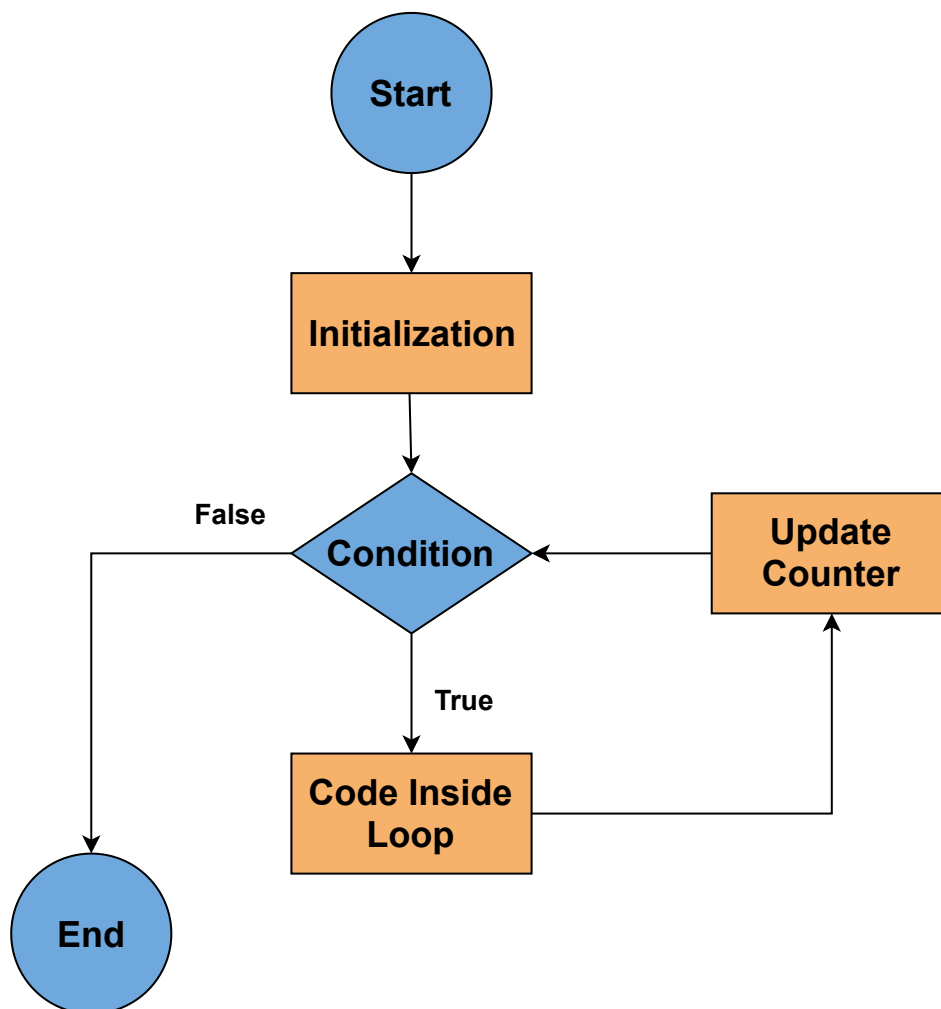 Start
Initialization
False
Condition
Update
Counter
True
Code Inside
Loop
End